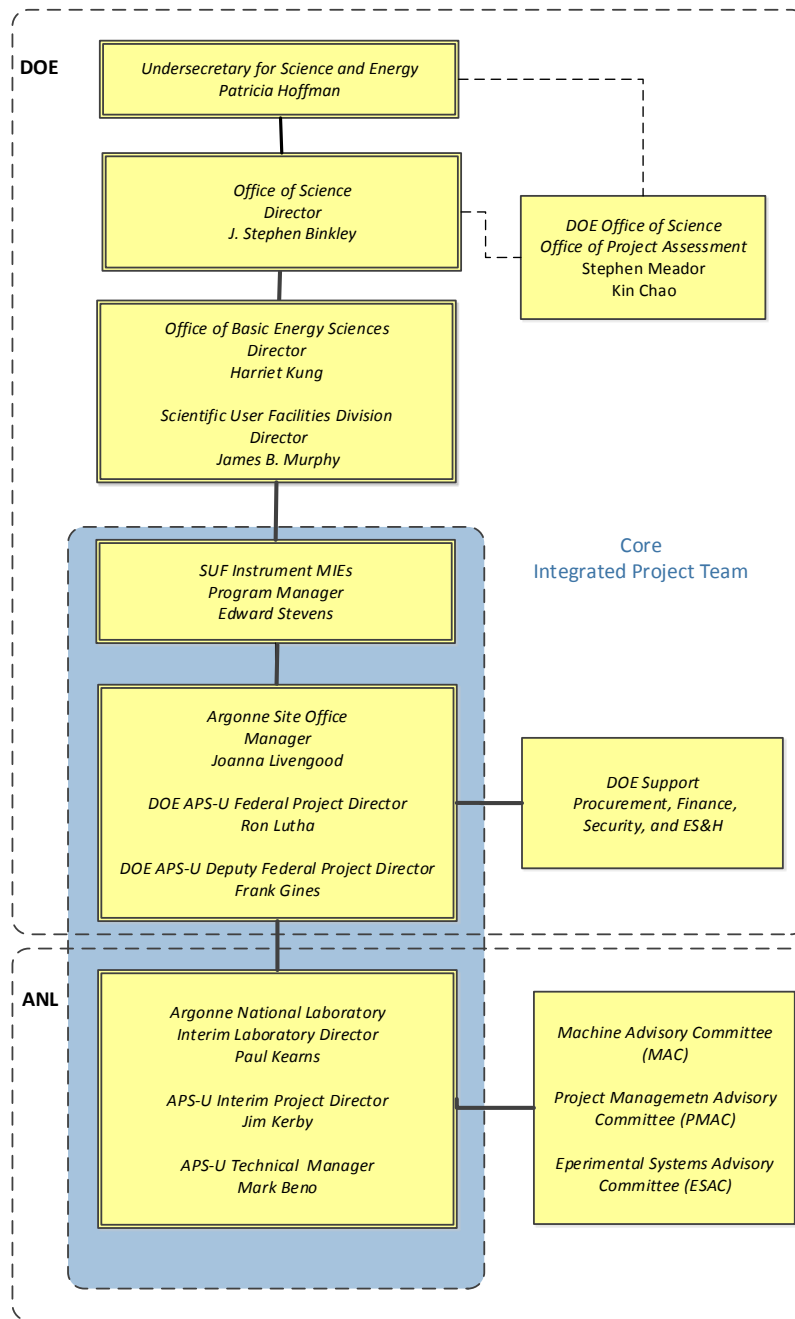 DOE
Undersecretary for Science and Energy
Patricia Hoffman
Office of Science
Director
J. Stephen Binkley
DOE Office of Science
Office of Project Assessment
Stephen Meador
Kin Chao
Office of Basic Energy Sciences
Director
Harriet Kung
Scientific User Facilities Division
Director
James B. Murphy
Core
Integrated Project Team
SUF Instrument MIEs
Program Manager
Edward Stevens
Argonne Site Office
Manager
Joanna Livengood
DOE APS-U Federal Project Director
Ron Lutha
DOE APS-U Deputy Federal Project Director
Frank Gines
DOE Support
Procurement, Finance,
Security, and ES&H
ANL
Argonne National Laboratory
Interim Laboratory Director
Paul Kearns
APS-U Interim Project Director
Jim Kerby
APS-U Technical  Manager
Mark Beno
Machine Advisory Committee
(MAC)
Project Managemetn Advisory
Committee (PMAC)
Eperimental Systems Advisory
Committee (ESAC)